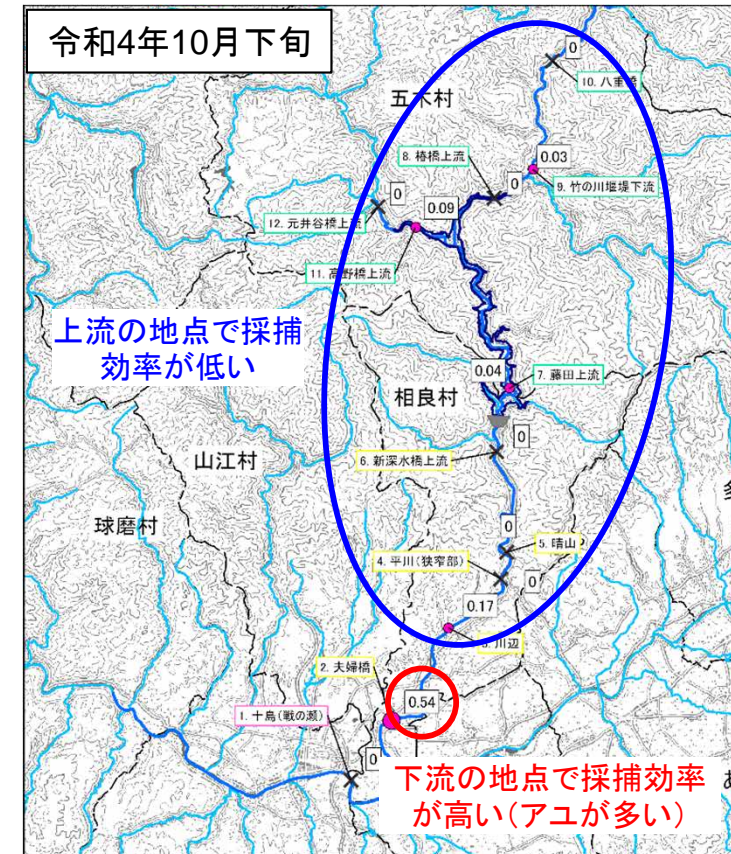 令和4年10月下旬
0
10. 八重橋
五木村
8. 椿橋上流
0.03
0
9. 竹の川堰堤下流
0
0.09
12. 元井谷橋上流
11. 高野橋上流
上流の地点で採捕
効率が低い
0.04
7. 藤田上流
相良村
0
6. 新深水橋上流
山江村
球磨村
0
5. 晴山
4. 平川(狭窄部)
0
0.17
3. 川辺
2. 夫婦橋
0.54
1. 十島(戦の瀬)
0
下流の地点で採捕効率
が高い(アユが多い)